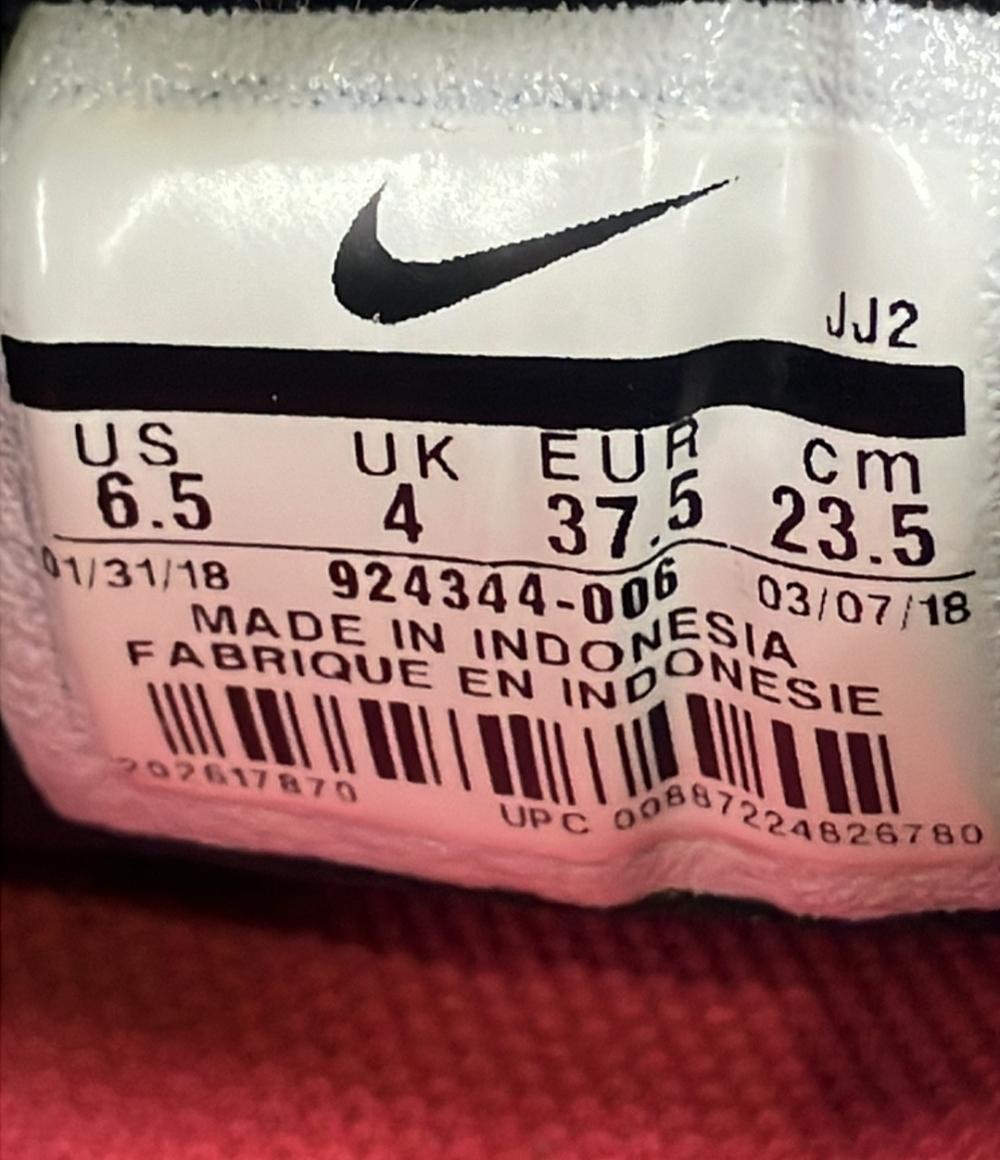 JJ2
US UK EUR cm
6.5 4 37.5 23.5
01/31/18 924344-006 03/07/18
MADE IN INDONESIA
FABRIQUE EN INDONESIE
202617870
UPC 00887224826780